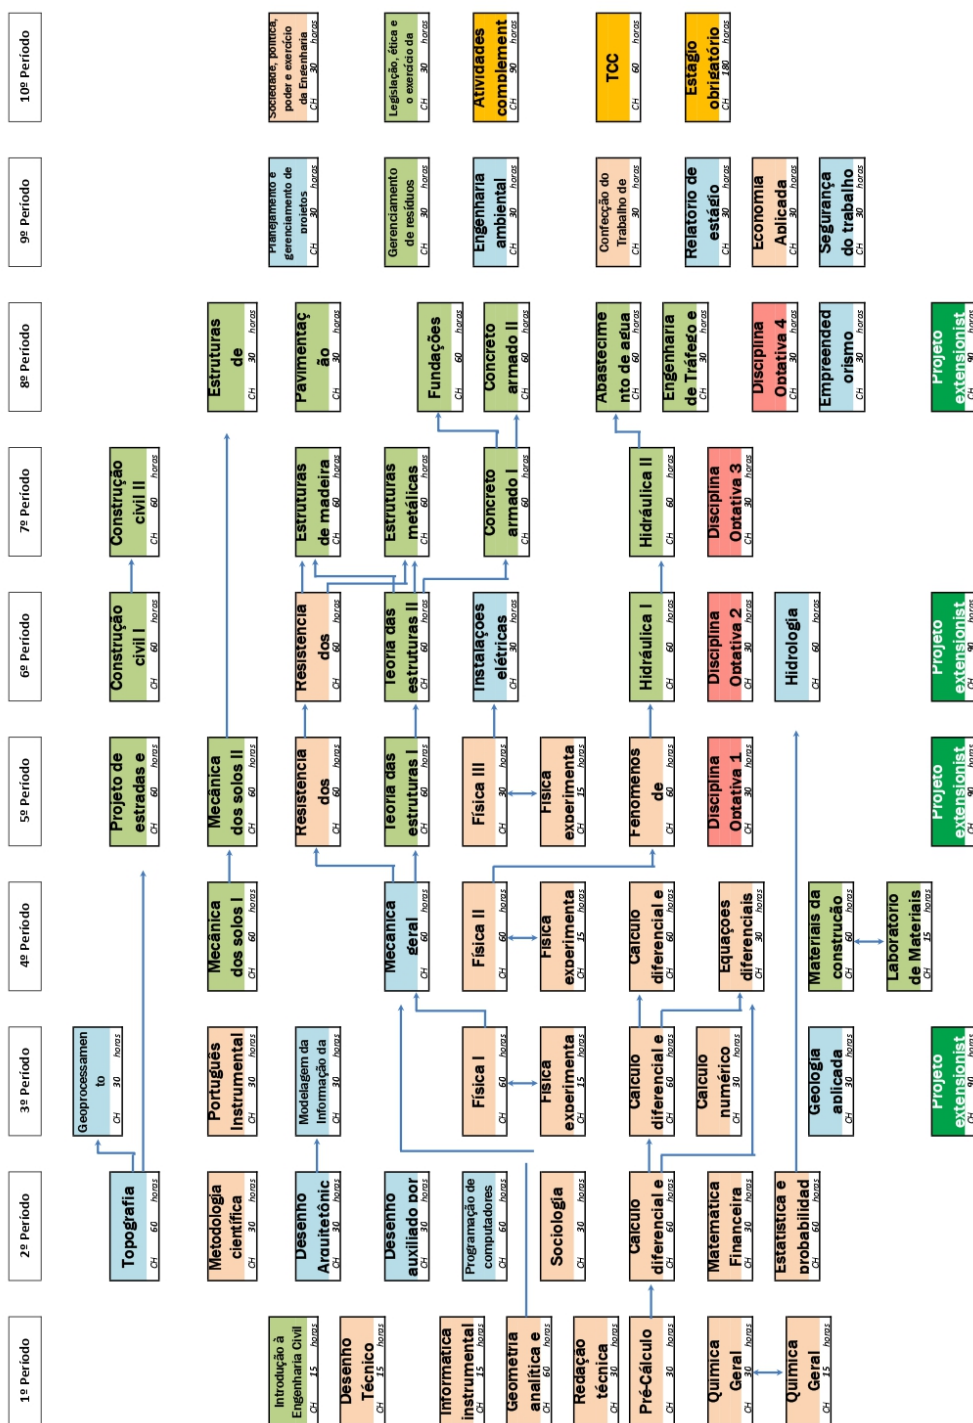 1º Período
Introdução à
Engenharia Civil
CH 15 horas
Desenho
Técnico
CH 15 horas
Informatica
instrumental
CH 15 horas
Geometria
analítica e
CH 60 horas
Redação
técnica
CH 30 horas
Pré-Cálculo
CH 30 horas
Química
Geral
CH 30 horas
Quimica
Geral
CH 15 horas
2º Período
Topografia
CH 60 horas
Metodologia
científica
CH 30 horas
Desenho
Arquitetônic
CH 30 horas
Desenho
auxiliado por
CH 30 horas
Programação de
computadores
CH 60 horas
Sociologia
CH 30 horas
Calculo
diferencial e
CH 60 horas
Matematica
Financeira
CH 30 horas
Estatística e
probabilidad
CH 60 horas
3º Período
Geoprocessamen
to
CH 30 horas
Português
Instrumental
CH 30 horas
Modelagem da
Informação da
CH 30 horas
Física I
CH 60 horas
Física
experimenta
CH 15 horas
Calculo
diferencial e
CH 60 horas
Calculo
numérico
CH 30 horas
Geologia
aplicada
CH 30 horas
Projeto
extensionist
CH 90 horas
4º Período
Mecânica
dos solos I
CH 60 horas
Mecânica
geral
CH 60 horas
Física II
CH 60 horas
Física
experimenta
CH 15 horas
Calculo
diferencial e
CH 60 horas
Equações
diferenciais
CH 30 horas
Materiais da
construcão
CH 60 horas
Laboratorio
de Materiais
CH 15 horas
5º Período
Projeto de
estradas e
CH 60 horas
Mecânica
dos solos II
CH 60 horas
Resistencia
dos
CH 60 horas
Teoria das
estruturas I
CH 60 horas
Física III
CH 30 horas
Física
experimenta
CH 15 horas
Fenomenos
de
CH 60 horas
Disciplina
Optativa 1
CH 30 horas
Projeto
extensionist
CH 90 horas
6º Período
Construção
civil I
CH 60 horas
Resistencia
dos
CH 60 horas
Teoria das
estruturas II
CH 60 horas
Instalações
elétricas
CH 30 horas
Hidráulica I
CH 60 horas
Disciplina
Optativa 2
CH 30 horas
Hidrologia
CH 60 horas
Projeto
extensionist
CH 90 horas
7º Período
Construção
civil II
CH 60 horas
Estruturas
de madeira
CH 60 horas
Estruturas
metálicas
CH 60 horas
Concreto
armado I
CH 60 horas
Hidráulica II
CH 60 horas
Disciplina
Optativa 3
CH 30 horas
8º Período
Estruturas
de
CH 30 horas
Pavimentaç
ão
CH 30 horas
Fundações
CH 60 horas
Concreto
armado II
CH 60 horas
Abastecime
nto de agua
CH 60 horas
Engenharia
de Tráfego e
CH 30 horas
Disciplina
Optativa 4
CH 30 horas
Empreended
orismo
CH 30 horas
Projeto
extensionist
CH 90 horas
9º Período
Planejamento e
gerenciamento de
projetos
CH 30 horas
Gerenciamento
de resíduos
CH 30 horas
Engenharia
ambiental
CH 30 horas
Confecção do
Trabalho de
CH 30 horas
Relatório de
estágio
CH 30 horas
Economia
Aplicada
CH 30 horas
Segurança
do trabalho
CH 30 horas
10º Período
Sociedade, política,
poder e exercício
da Engenharia
CH 30 horas
Legislação, ética e
o exercício da
CH 30 horas
Atividades
complement
CH 90 horas
TCC
CH 60 horas
Estagio
obrigatório
CH 180 horas